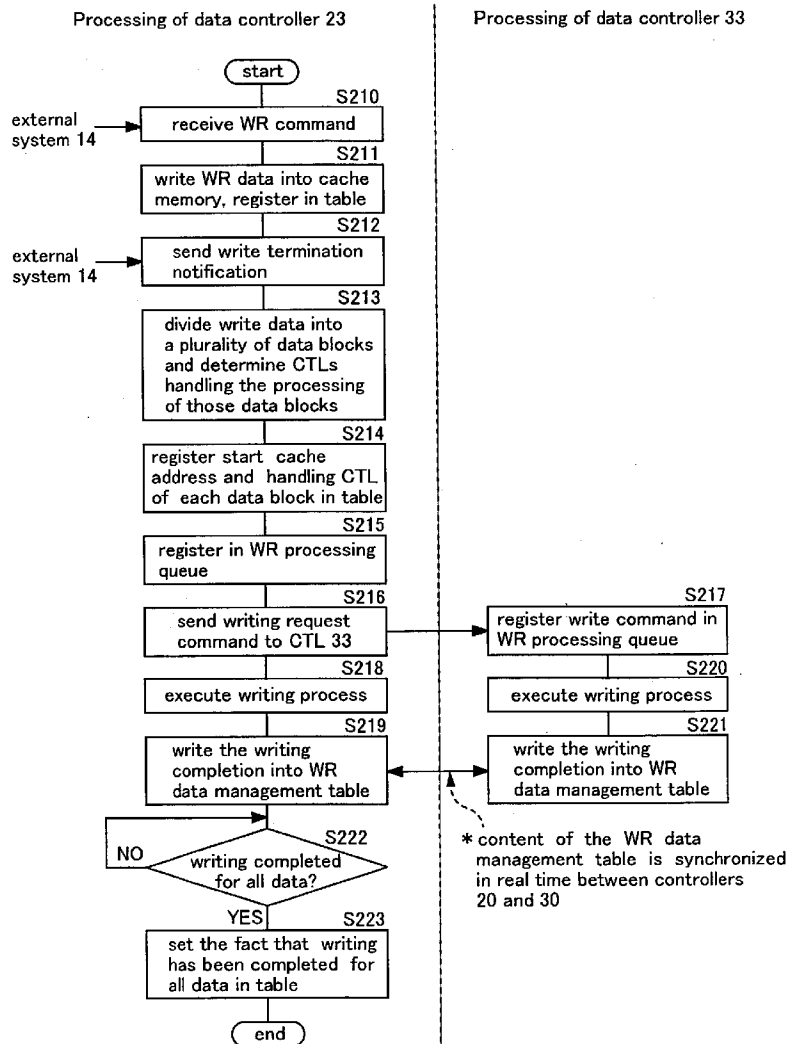 Processing of data controller 23
Processing of data controller 33
start
S210
external
system 14
receive WR command
S211
write WR data into cache
memory, register in table
S212
external
system 14
send write termination
notification
S213
divide write data into
a plurality of data blocks
and determine CTLs
handling the processing
of those data blocks
S214
register start cache
address and handling CTL
of each data block in table
S215
register in WR processing
queue
S216
send writing request
command to CTL 33
S217
register write command in
WR processing queue
S218
execute writing process
S220
execute writing process
S219
write the writing
completion into WR
data management table
S221
write the writing
completion into WR
data management table
* content of the WR data
management table is synchronized
in real time between controllers
20 and 30
S222
NO
writing completed
for all data?
YES
S223
set the fact that writing
has been completed for
all data in table
end